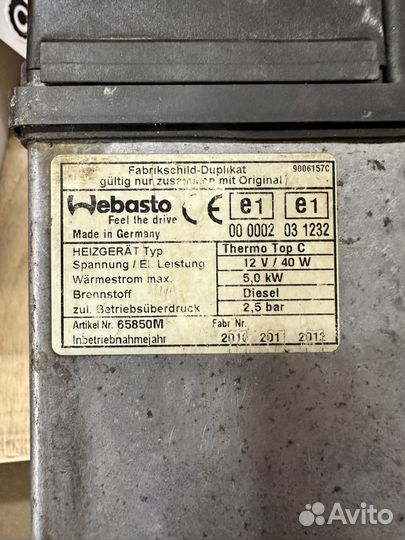 Fabrikschild-Duplikat
gültig nur zusammen mit Original
9006157C
Webasto
Feel the drive
CE e1 e1
Made in Germany 00 0002 03 1232
HEIZGERÄT Typ Thermo Top C
Spannung / El. Leistung 12 V / 40 W
Wärmestrom max. 5,0 kW
Brennstoff Diesel
zul. Betriebsüberdruck 2,5 bar
Artikel Nr. 65850M Fabr Nr.
Inbetriebnahmejahr 2010 2011 2012
Avito